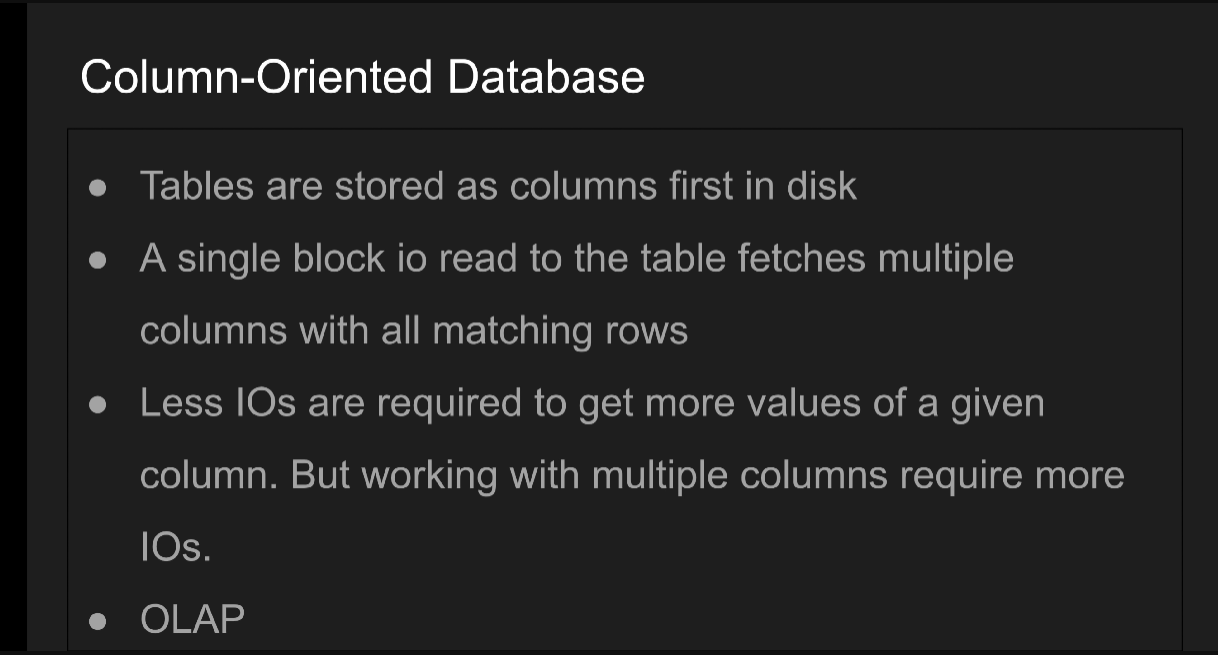 Column-Oriented Database
● Tables are stored as columns first in disk
● A single block io read to the table fetches multiple
columns with all matching rows
● Less IOs are required to get more values of a given
column. But working with multiple columns require more
IOs.
● OLAP